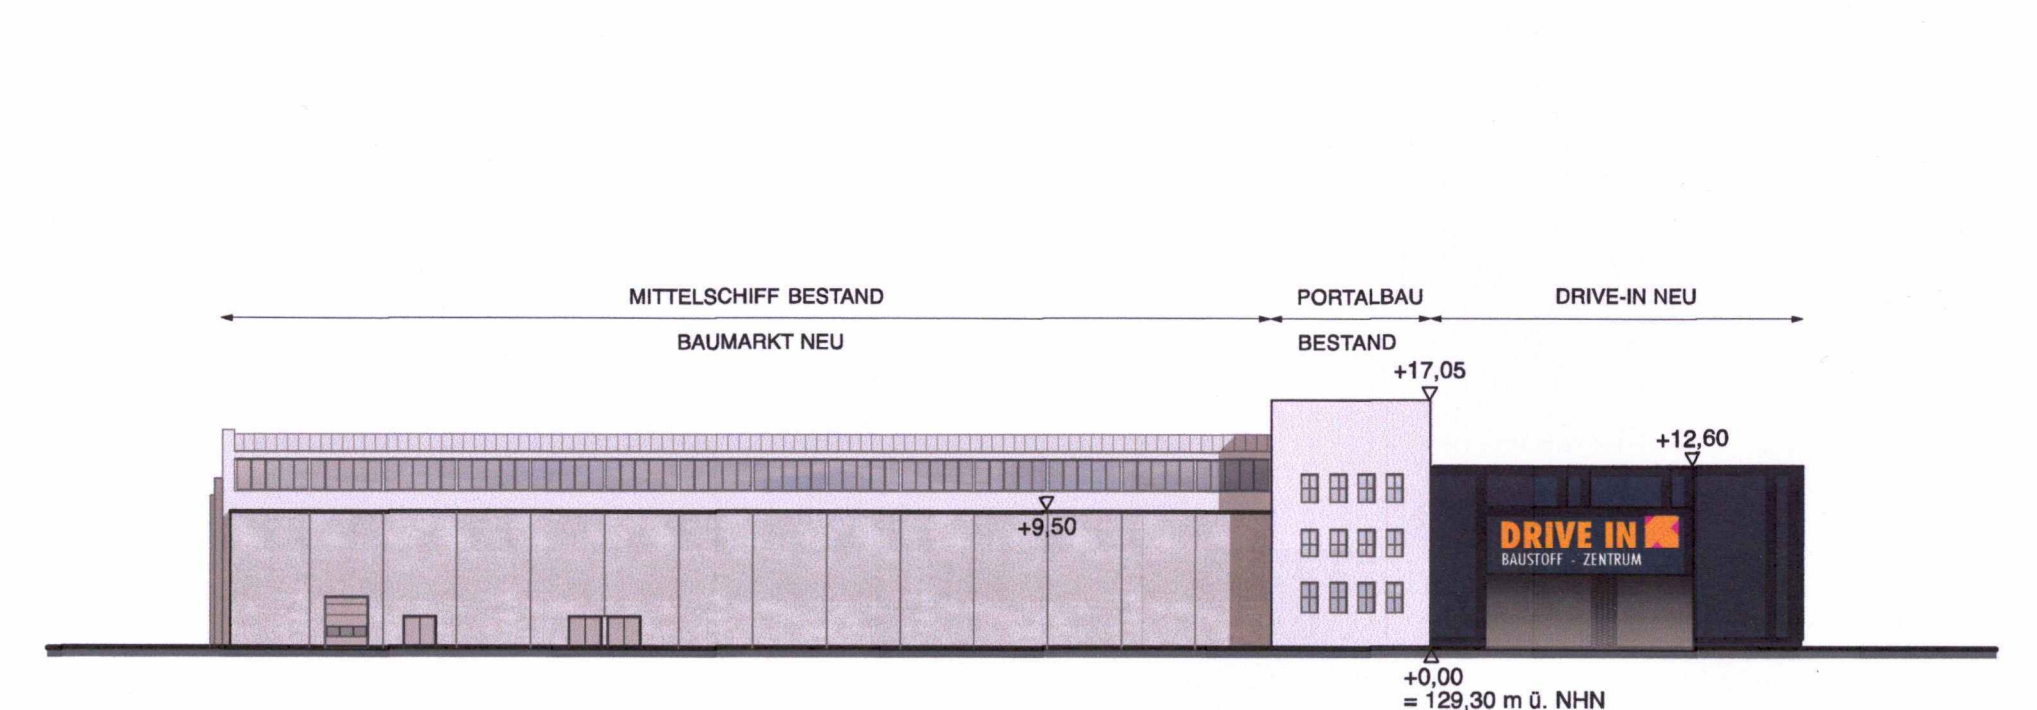 MITTELSCHIFF BESTAND
PORTALBAU
DRIVE-IN NEU
BAUMARKT NEU
BESTAND
+17,05
+12,60
+9,50
DRIVE IN
BAUSTOFF - ZENTRUM
+0,00
= 129,30 m ü. NHN